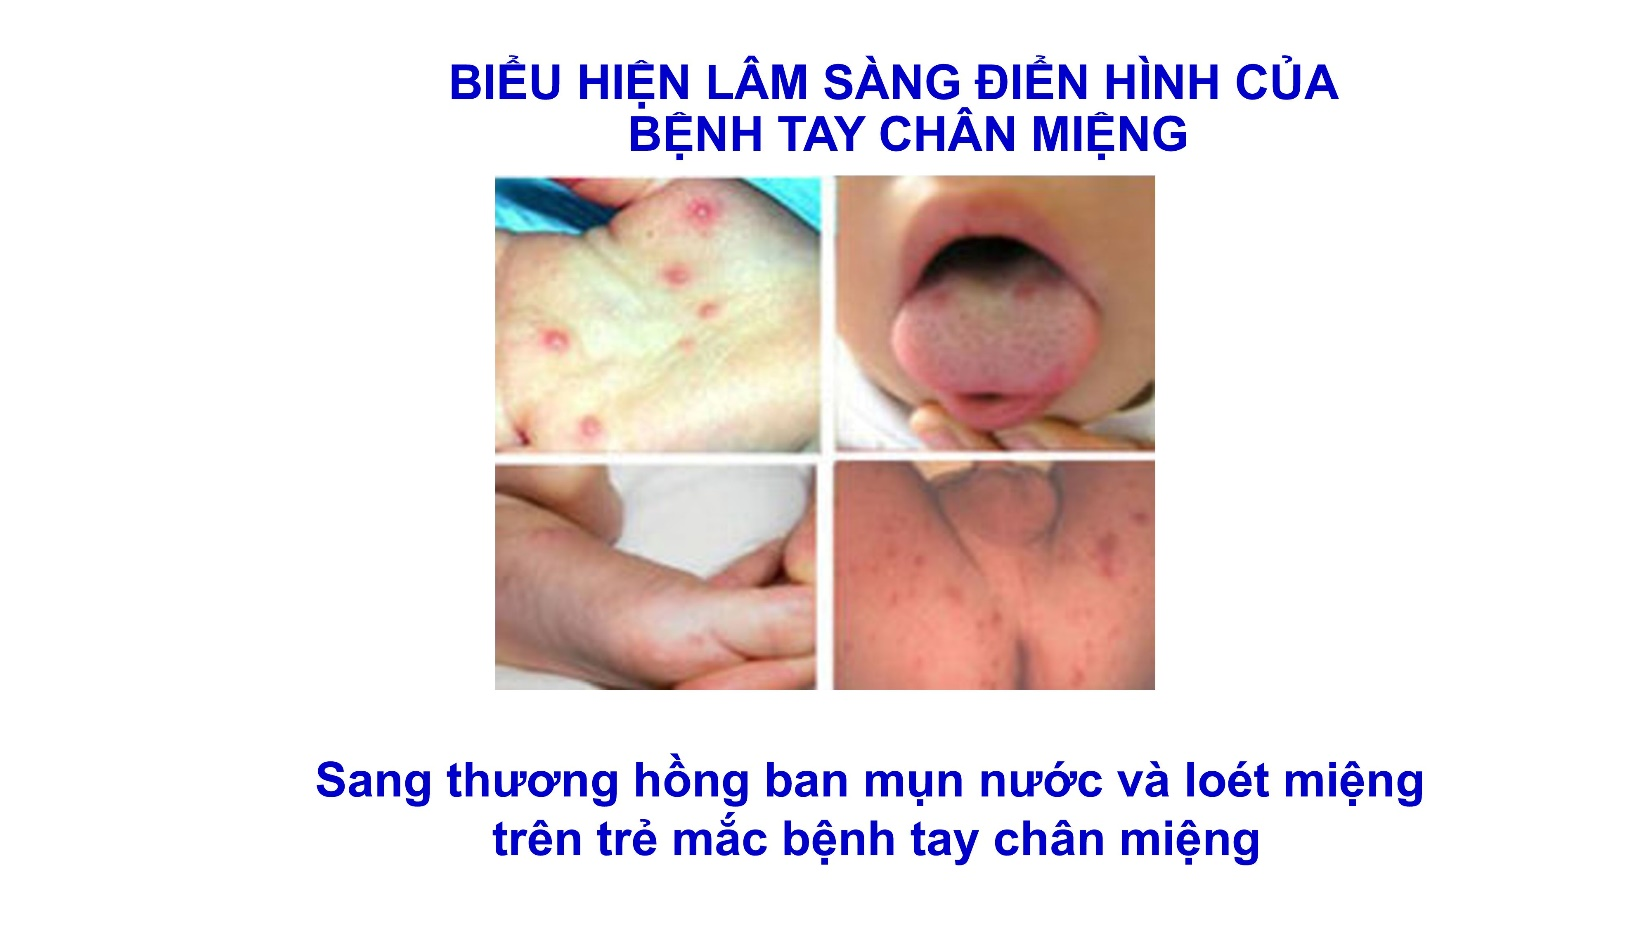 BIỂU HIỆN LÂM SÀNG ĐIỂN HÌNH CỦA
BỆNH TAY CHÂN MIỆNG
Sang thương hồng ban mụn nước và loét miệng
trên trẻ mắc bệnh tay chân miệng